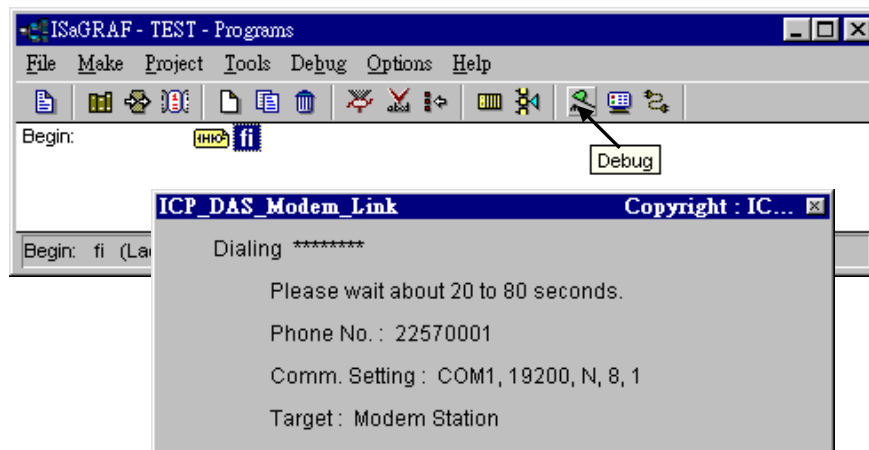 ISaGRAF - TEST - Programs
File Make Project Tools Debug Options Help
Begin: fi
Debug
ICP_DAS_Modem_Link Copyright : IC...
Begin: fi (La
Dialing ********
Please wait about 20 to 80 seconds.
Phone No. : 22570001
Comm. Setting : COM1, 19200, N, 8, 1
Target : Modem Station